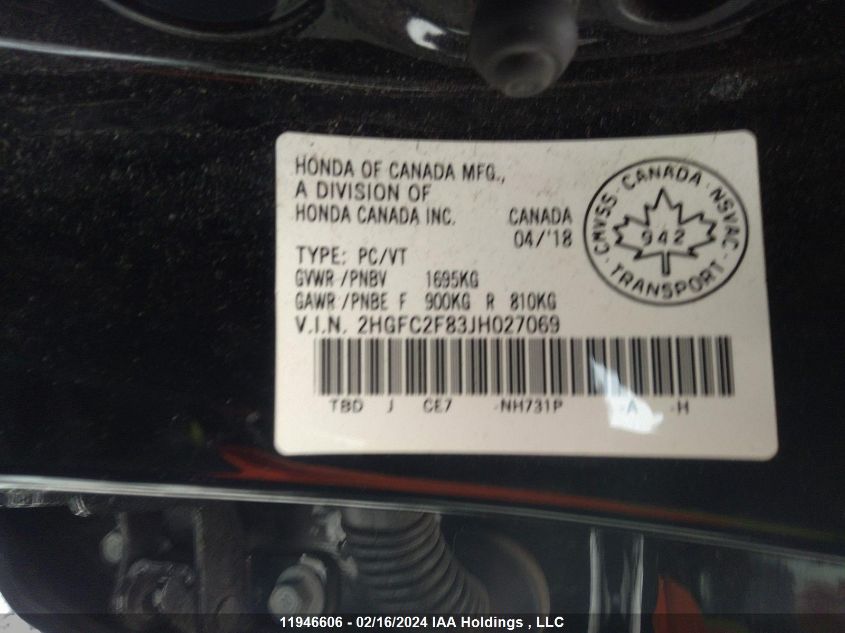 HONDA OF CANADA MFG.,
A DIVISION OF
HONDA CANADA INC. CANADA
04/'18
TYPE: PC/VT
GVWR/PNBV 1695KG
GAWR/PNBE F 900KG R 810KG
V.I.N. 2HGFC2F83JH027069
TBD J CE7 -NH731P -A -H
CMVSS · CANADA · NSVAC · TRANSPORT ·
942
11946606 - 02/16/2024 IAA Holdings , LLC